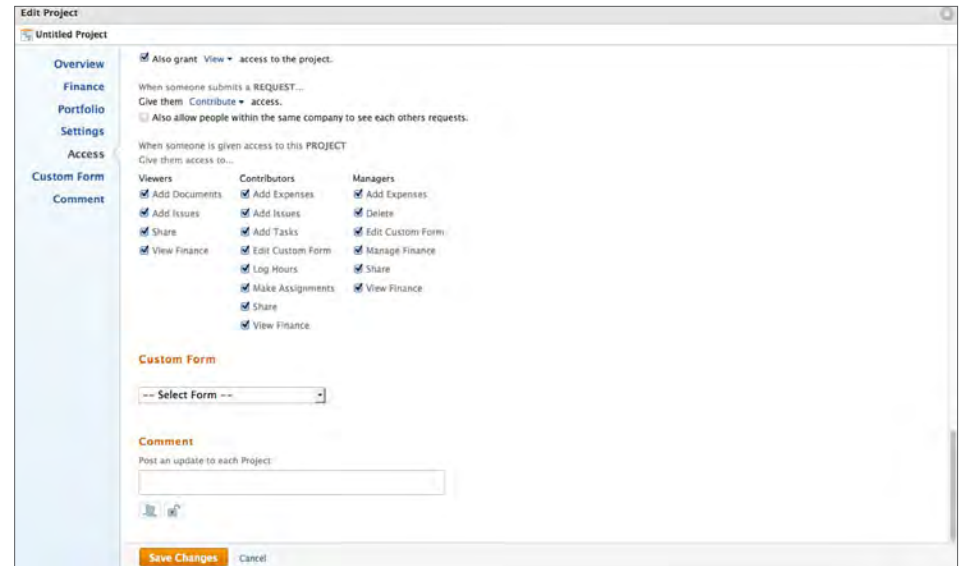 Edit Project
Untitled Project
Overview
Finance
Portfolio
Settings
Access
Custom Form
Comment
Also grant View access to the project.
When someone submits a REQUEST...
Give them Contribute access.
Also allow people within the same company to see each others requests.
When someone is given access to this PROJECT
Give them access to...
Viewers Contributors Managers
Add Documents Add Expenses Add Expenses
Add Issues Add Issues Delete
Share Add Tasks Edit Custom Form
View Finance Edit Custom Form Manage Finance
Log Hours Share
Make Assignments View Finance
Share
View Finance
Custom Form
-- Select Form --
Comment
Post an update to each Project
Save Changes Cancel